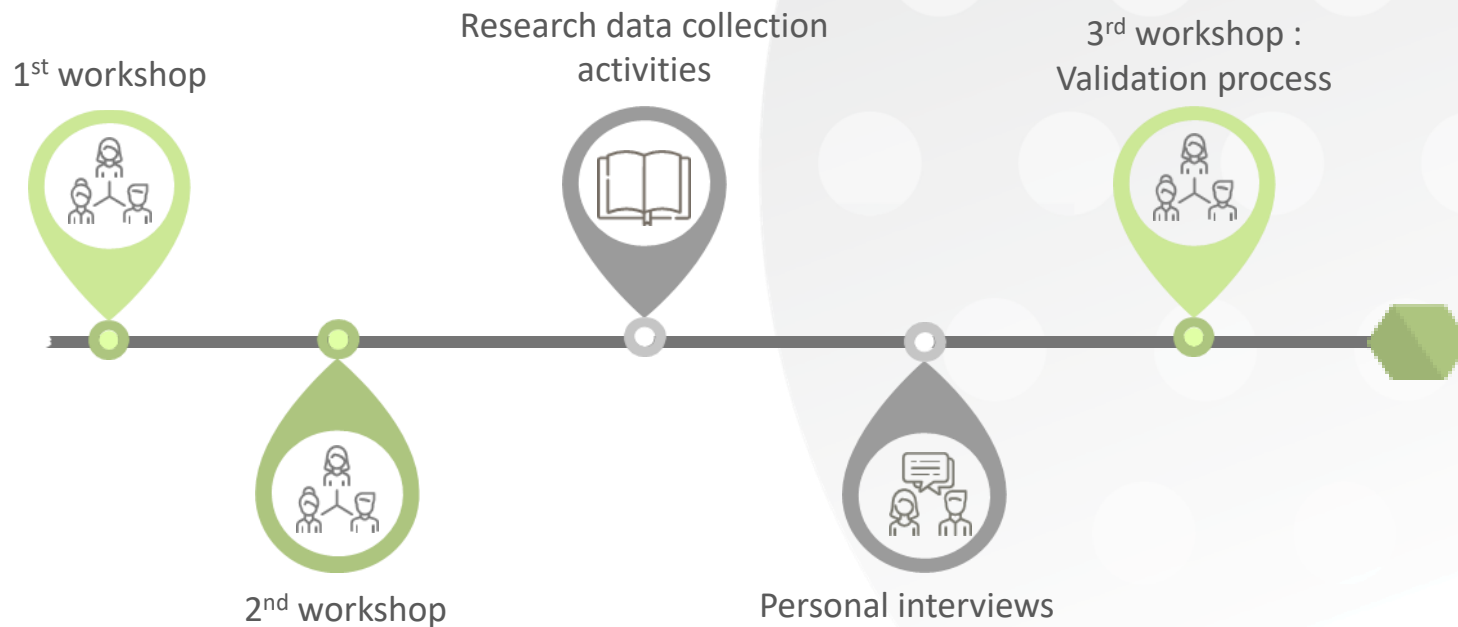 1st workshop
2nd workshop
Research data collection
activities
Personal interviews
3rd workshop :
Validation process